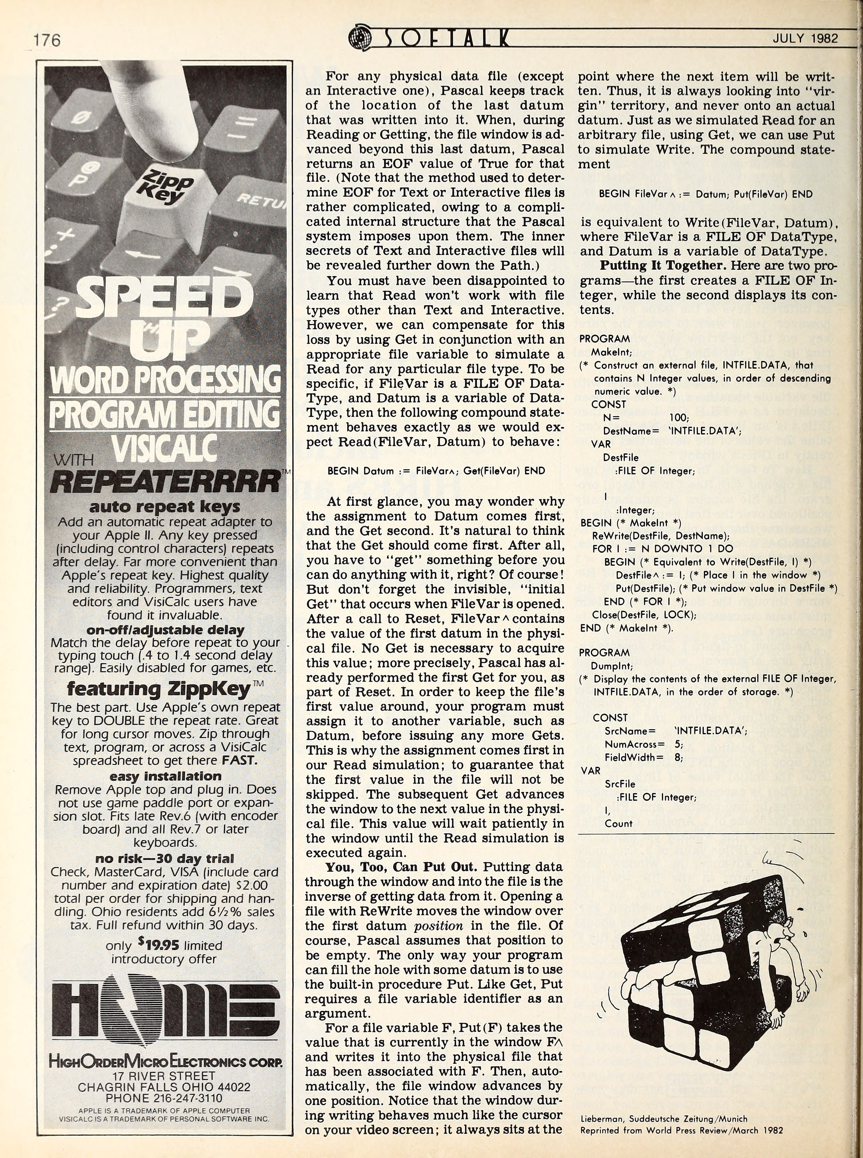 176
SOFTALK
JULY 1982
Ø
=
@
P
Zipp
Key
RETU
+
;
?
SPEED
UP
WORD PROCESSING
PROGRAM EDITING
VISICALC
WITH
REPEATERRRR™
auto repeat keys
Add an automatic repeat adapter to
your Apple II. Any key pressed
(including control characters) repeats
after delay. Far more convenient than
Apple's repeat key. Highest quality
and reliability. Programmers, text
editors and VisiCalc users have
found it invaluable.
on-off/adjustable delay
Match the delay before repeat to your
typing touch (.4 to 1.4 second delay
range). Easily disabled for games, etc.
featuring ZippKey™
The best part. Use Apple's own repeat
key to DOUBLE the repeat rate. Great
for long cursor moves. Zip through
text, program, or across a VisiCalc
spreadsheet to get there FAST.
easy installation
Remove Apple top and plug in. Does
not use game paddle port or expan-
sion slot. Fits late Rev.6 (with encoder
board) and all Rev.7 or later
keyboards.
no risk—30 day trial
Check, MasterCard, VISA (include card
number and expiration date) $2.00
total per order for shipping and han-
dling. Ohio residents add 6½% sales
tax. Full refund within 30 days.
only $19.95 limited
introductory offer
HOME
HIGH ORDER MICRO ELECTRONICS CORP.
17 RIVER STREET
CHAGRIN FALLS OHIO 44022
PHONE 216-247-3110
APPLE IS A TRADEMARK OF APPLE COMPUTER
VISICALC IS A TRADEMARK OF PERSONAL SOFTWARE INC.
For any physical data file (except
an Interactive one), Pascal keeps track
of the location of the last datum
that was written into it. When, during
Reading or Getting, the file window is ad-
vanced beyond this last datum, Pascal
returns an EOF value of True for that
file. (Note that the method used to deter-
mine EOF for Text or Interactive files is
rather complicated, owing to a compli-
cated internal structure that the Pascal
system imposes upon them. The inner
secrets of Text and Interactive files will
be revealed further down the Path.)
You must have been disappointed to
learn that Read won't work with file
types other than Text and Interactive.
However, we can compensate for this
loss by using Get in conjunction with an
appropriate file variable to simulate a
Read for any particular file type. To be
specific, if FileVar is a FILE OF Data-
Type, and Datum is a variable of Data-
Type, then the following compound state-
ment behaves exactly as we would ex-
pect Read(FileVar, Datum) to behave:
BEGIN Datum := FileVar^; Get(FileVar) END
At first glance, you may wonder why
the assignment to Datum comes first,
and the Get second. It's natural to think
that the Get should come first. After all,
you have to "get" something before you
can do anything with it, right? Of course!
But don't forget the invisible, "initial
Get" that occurs when FileVar is opened.
After a call to Reset, FileVar^ contains
the value of the first datum in the physi-
cal file. No Get is necessary to acquire
this value; more precisely, Pascal has al-
ready performed the first Get for you, as
part of Reset. In order to keep the file's
first value around, your program must
assign it to another variable, such as
Datum, before issuing any more Gets.
This is why the assignment comes first in
our Read simulation; to guarantee that
the first value in the file will not be
skipped. The subsequent Get advances
the window to the next value in the physi-
cal file. This value will wait patiently in
the window until the Read simulation is
executed again.
You, Too, Can Put Out. Putting data
through the window and into the file is the
inverse of getting data from it. Opening a
file with ReWrite moves the window over
the first datum position in the file. Of
course, Pascal assumes that position to
be empty. The only way your program
can fill the hole with some datum is to use
the built-in procedure Put. Like Get, Put
requires a file variable identifier as an
argument.
For a file variable F, Put(F) takes the
value that is currently in the window F^
and writes it into the physical file that
has been associated with F. Then, auto-
matically, the file window advances by
one position. Notice that the window dur-
ing writing behaves much like the cursor
on your video screen; it always sits at the
point where the next item will be writ-
ten. Thus, it is always looking into "vir-
gin" territory, and never onto an actual
datum. Just as we simulated Read for an
arbitrary file, using Get, we can use Put
to simulate Write. The compound state-
ment
BEGIN FileVar^ := Datum; Put(FileVar) END
is equivalent to Write(FileVar, Datum),
where FileVar is a FILE OF DataType,
and Datum is a variable of DataType.
Putting It Together. Here are two pro-
grams—the first creates a FILE OF In-
teger, while the second displays its con-
tents.
PROGRAM
MakeInt;
(* Construct an external file, INTFILE.DATA, that
contains N Integer values, in order of descending
numeric value. *)
CONST
N= 100;
DestName= 'INTFILE.DATA';
VAR
DestFile
:FILE OF Integer;
I
:Integer;
BEGIN (* MakeInt *)
ReWrite(DestFile, DestName);
FOR I := N DOWNTO 1 DO
BEGIN (* Equivalent to Write(DestFile, I) *)
DestFile^ := I; (* Place I in the window *)
Put(DestFile); (* Put window value in DestFile *)
END (* FOR I *);
Close(DestFile, LOCK);
END (* MakeInt *).
PROGRAM
DumpInt;
(* Display the contents of the external FILE OF Integer,
INTFILE.DATA, in the order of storage. *)
CONST
SrcName= 'INTFILE.DATA';
NumAcross= 5;
FieldWidth= 8;
VAR
SrcFile
:FILE OF Integer;
I,
Count
Lieberman, Suddeutsche Zeitung/Munich
Reprinted from World Press Review/March 1982